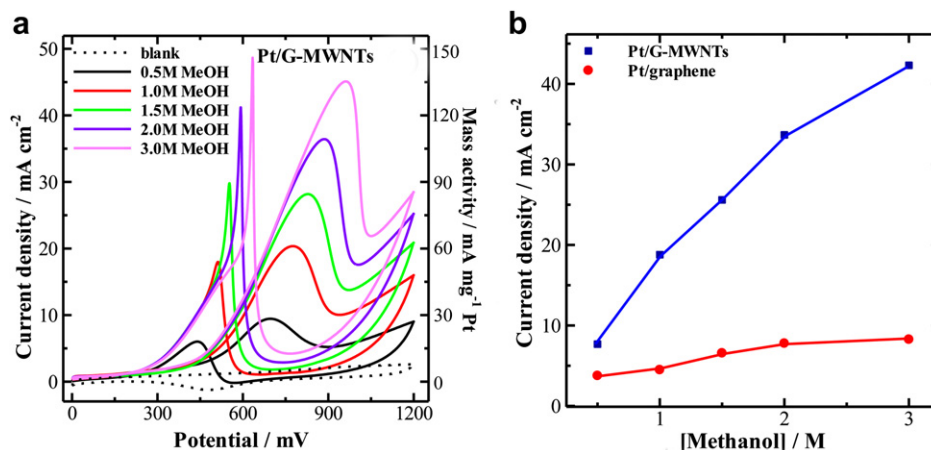 a
Pt/G-MWNTs
blank
0.5M MeOH
1.0M MeOH
1.5M MeOH
2.0M MeOH
3.0M MeOH
Current density / mA cm⁻²
50
40
30
20
10
0
Mass activity / mA mg⁻¹ Pt
150
120
90
60
30
0
0 300 600 900 1200
Potential / mV
b
Pt/G-MWNTs
Pt/graphene
Current density / mA cm⁻²
40
30
20
10
0
1 2 3
[Methanol] / M